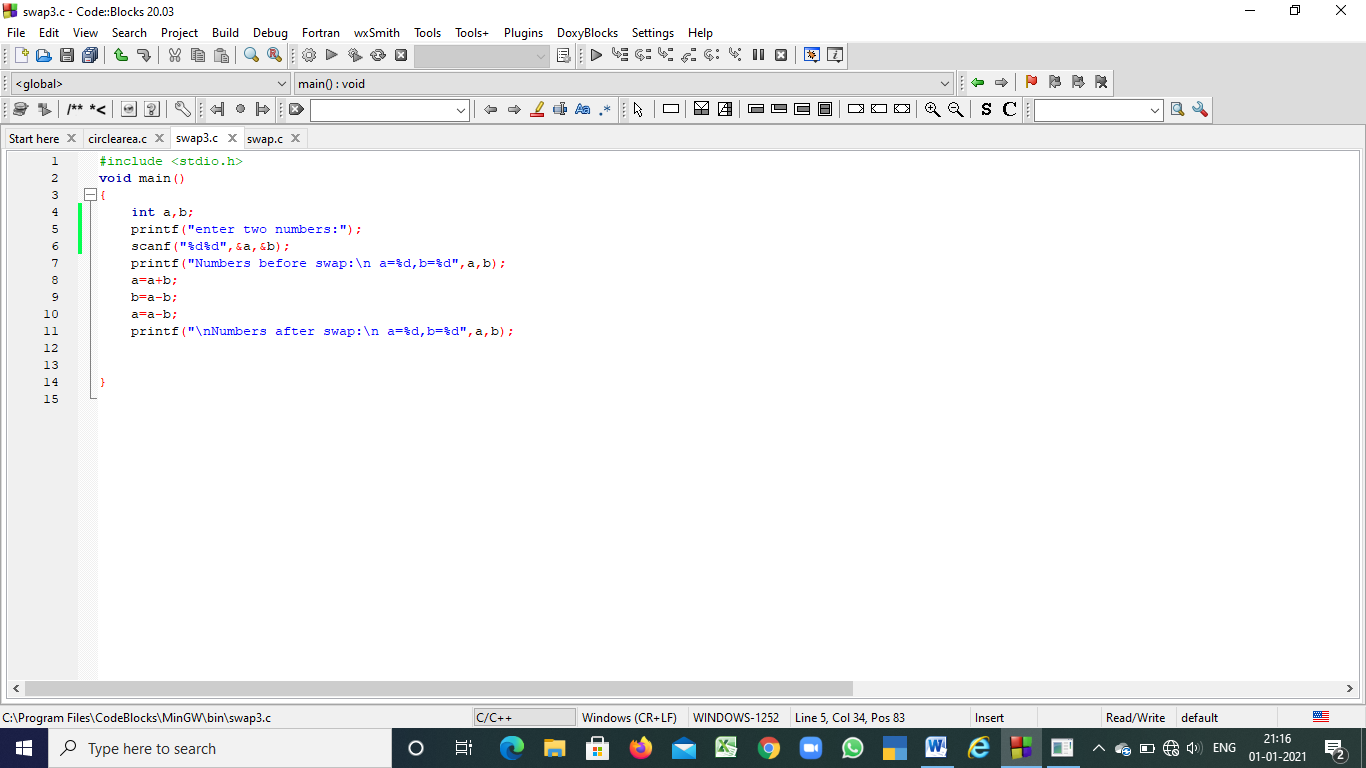 swap3.c - Code::Blocks 20.03
File Edit View Search Project Build Debug Fortran wxSmith Tools Tools+ Plugins DoxyBlocks Settings Help
<global> main() : void
/** *< Aa .* S C
Start here circlearea.c swap3.c swap.c
1 #include <stdio.h>
2 void main()
3 {
4 int a,b;
5 printf("enter two numbers:");
6 scanf("%d%d",&a,&b);
7 printf("Numbers before swap:\n a=%d,b=%d",a,b);
8 a=a+b;
9 b=a-b;
10 a=a-b;
11 printf("\nNumbers after swap:\n a=%d,b=%d",a,b);
12
13
14 }
15
C:\Program Files\CodeBlocks\MinGW\bin\swap3.c C/C++ Windows (CR+LF) WINDOWS-1252 Line 5, Col 34, Pos 83 Insert Read/Write default
Type here to search ENG 21:16
01-01-2021 2